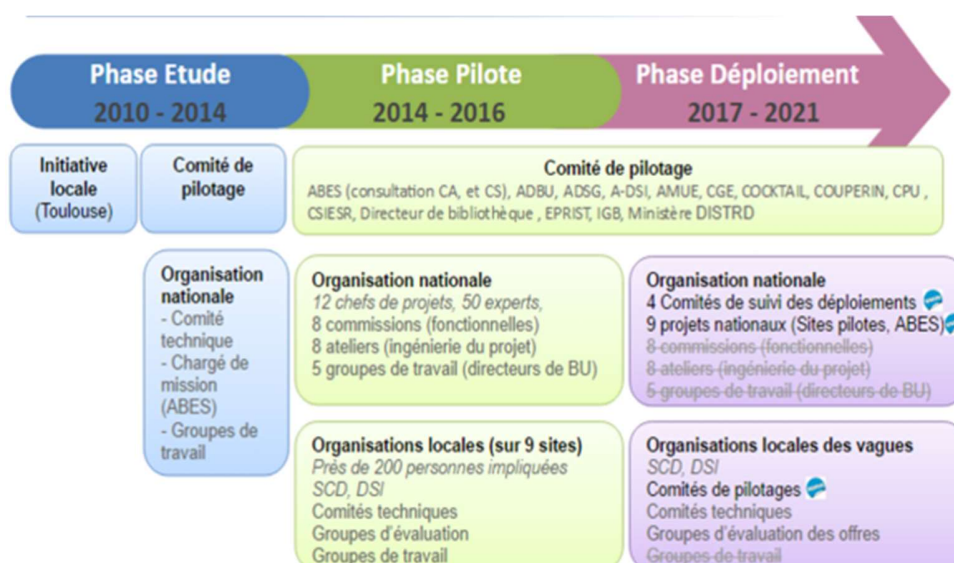 Phase Etude
2010 - 2014
Phase Pilote
2014 - 2016
Phase Déploiement
2017 - 2021
Initiative
locale
(Toulouse)
Comité de
pilotage
Comité de pilotage
ABES (consultation CA, et CS), ADBU, ADSG, A-DSI, AMUE, CGE, COCKTAIL, COUPERIN, CPU ,
CSIESR, Directeur de bibliothèque , EPRIST, IGB, Ministère DISTRD
Organisation
nationale
- Comité
technique
- Chargé de
mission
(ABES)
- Groupes de
travail
Organisation nationale
12 chefs de projets, 50 experts,
8 commissions (fonctionnelles)
8 ateliers (ingénierie du projet)
5 groupes de travail (directeurs de BU)
Organisation nationale
4 Comités de suivi des déploiements
9 projets nationaux (Sites pilotes, ABES)
8 commissions (fonctionnelles)
8 ateliers (ingénierie du projet)
5 groupes de travail (directeurs de BU)
Organisations locales (sur 9 sites)
Près de 200 personnes impliquées
SCD, DSI
Comités techniques
Groupes d'évaluation
Groupes de travail
Organisations locales des vagues
SCD, DSI
Comités de pilotages
Comités techniques
Groupes d'évaluation des offres
Groupes de travail